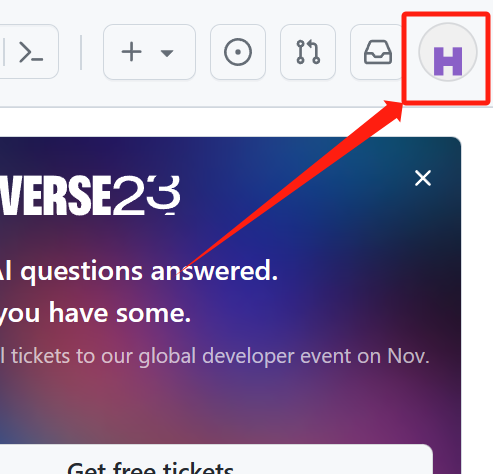 VERSE23
AI questions answered.
you have some.
l tickets to our global developer event on Nov.
Get free tickets